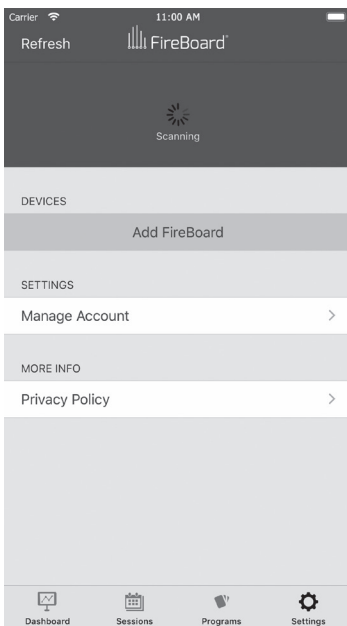 Carrier 11:00 AM
Refresh FireBoard
Scanning
DEVICES
Add FireBoard
SETTINGS
Manage Account
MORE INFO
Privacy Policy
Dashboard Sessions Programs Settings